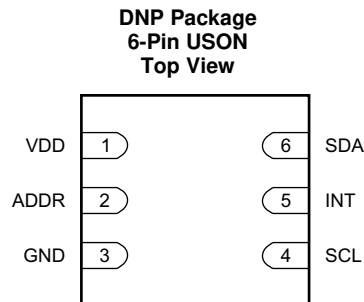 DNP Package
6-Pin USON
Top View
VDD 1 6 SDA
ADDR 2 5 INT
GND 3 4 SCL